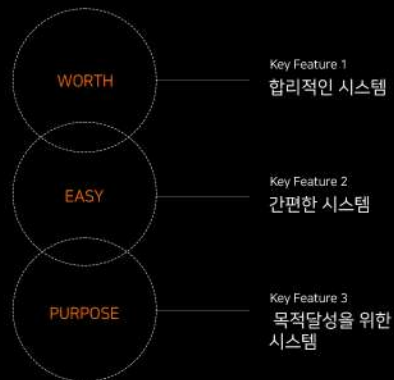 WORTH
Key Feature 1
합리적인 시스템
EASY
Key Feature 2
간편한 시스템
PURPOSE
Key Feature 3
목적달성을 위한
시스템